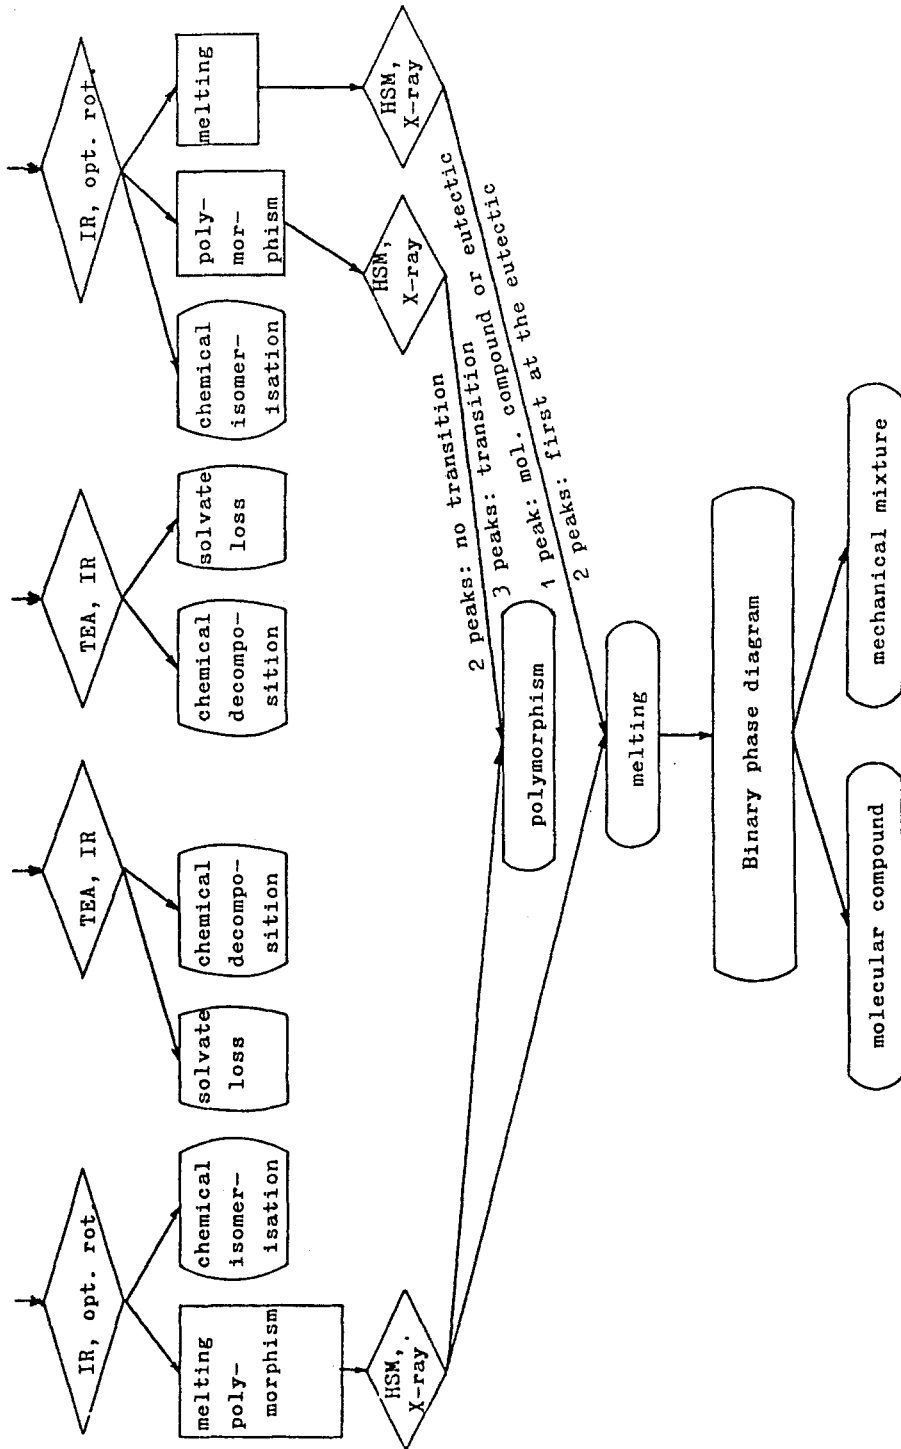 IR, opt. rot.
TEA, IR
TEA, IR
IR, opt. rot.
melting
poly-
morphism
chemical
isomer-
isation
solvate
loss
chemical
decompo-
sition
chemical
decompo-
sition
solvate
loss
chemical
isomer-
isation
poly-
mor-
phism
melting
HSM, .
X-ray
HSM,
X-ray
HSM,
X-ray
2 peaks: no transition
3 peaks: transition or eutectic
1 peak: mol. compound
2 peaks: first at the eutectic
polymorphism
melting
Binary phase diagram
molecular compound
mechanical mixture